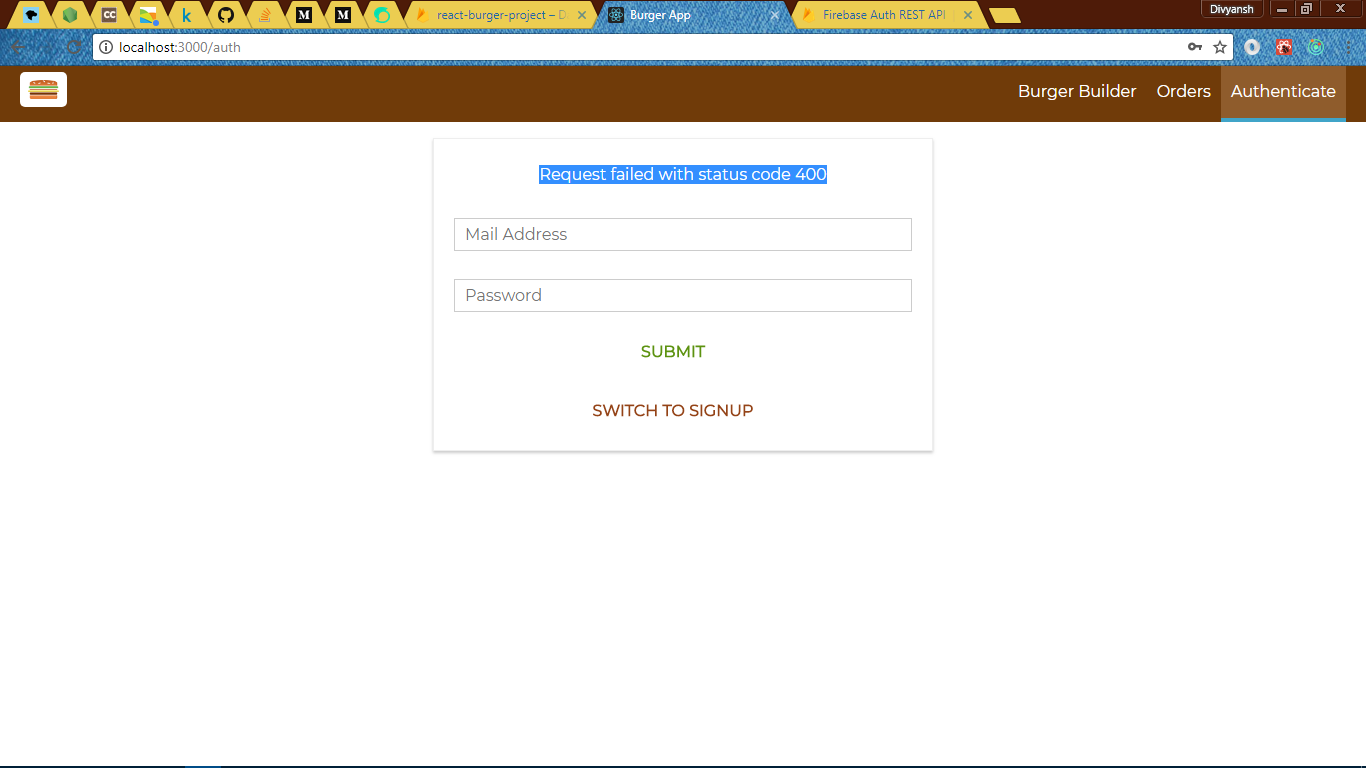 CC
k
M
M
react-burger-project – D
Burger App
Firebase Auth REST API
Divyansh
localhost:3000/auth
Burger Builder
Orders
Authenticate
Request failed with status code 400
Mail Address
Password
SUBMIT
SWITCH TO SIGNUP